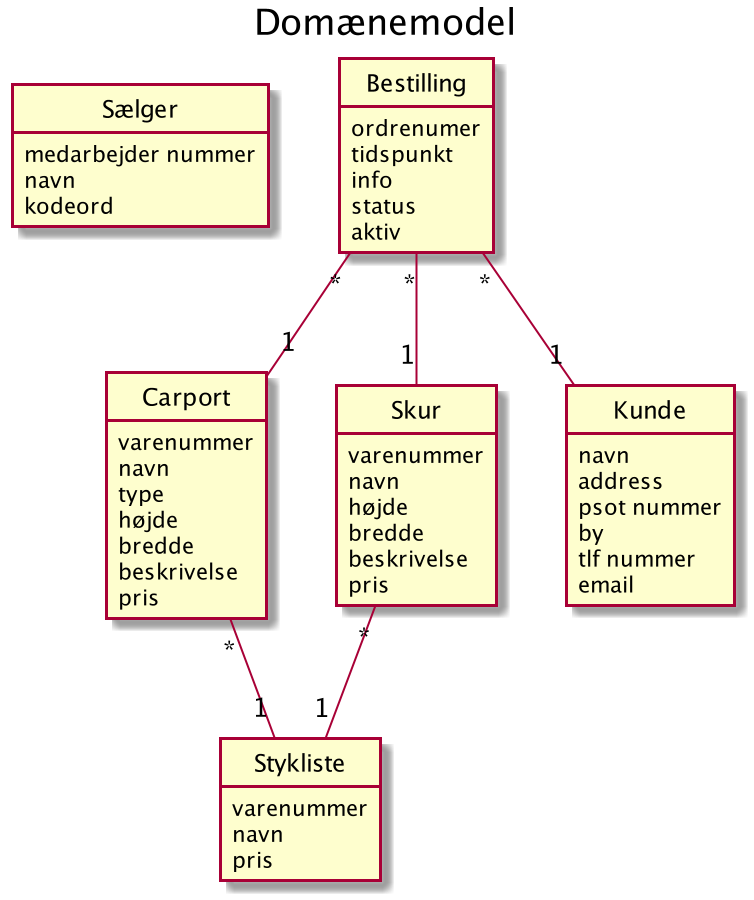 Domænemodel
Sælger
medarbejder nummer
navn
kodeord
Bestilling
ordrenumer
tidspunkt
info
status
aktiv
* * *
1 1 1
Carport
varenummer
navn
type
højde
bredde
beskrivelse
pris
Skur
varenummer
navn
højde
bredde
beskrivelse
pris
Kunde
navn
address
psot nummer
by
tlf nummer
email
* *
1 1
Stykliste
varenummer
navn
pris